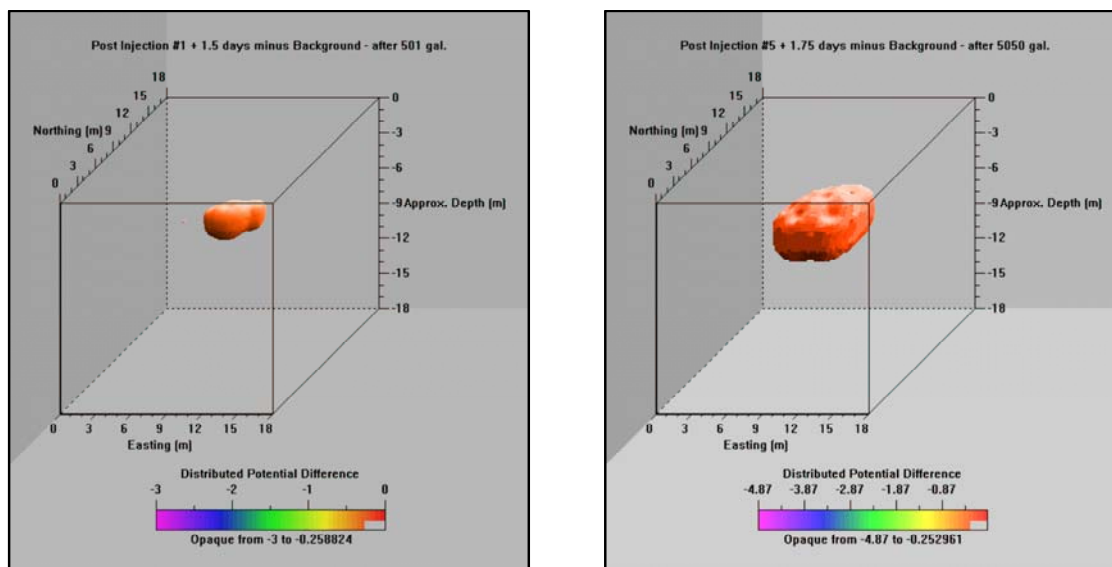 Post Injection #1 + 1.5 days minus Background - after 501 gal.
18
15
12
Northing (m) 9
6
3
0
0
-3
-6
-9 Approx. Depth (m)
-12
-15
-18
0 3 6 9 12 15 18
Easting (m)
Distributed Potential Difference
-3 -2 -1 0
Opaque from -3 to -0.258824
Post Injection #5 + 1.75 days minus Background - after 5050 gal.
18
15
12
Northing (m) 9
6
3
0
0
-3
-6
-9 Approx. Depth (m)
-12
-15
-18
0 3 6 9 12 15 18
Easting (m)
Distributed Potential Difference
-4.87 -3.87 -2.87 -1.87 -0.87
Opaque from -4.87 to -0.252961